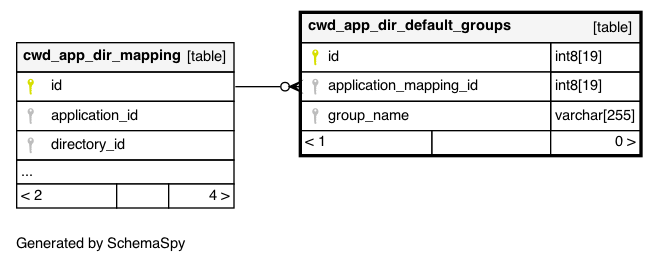 cwd_app_dir_mapping [table]
id
application_id
directory_id
...
< 2 4 >
cwd_app_dir_default_groups [table]
id int8[19]
application_mapping_id int8[19]
group_name varchar[255]
< 1 0 >
Generated by SchemaSpy